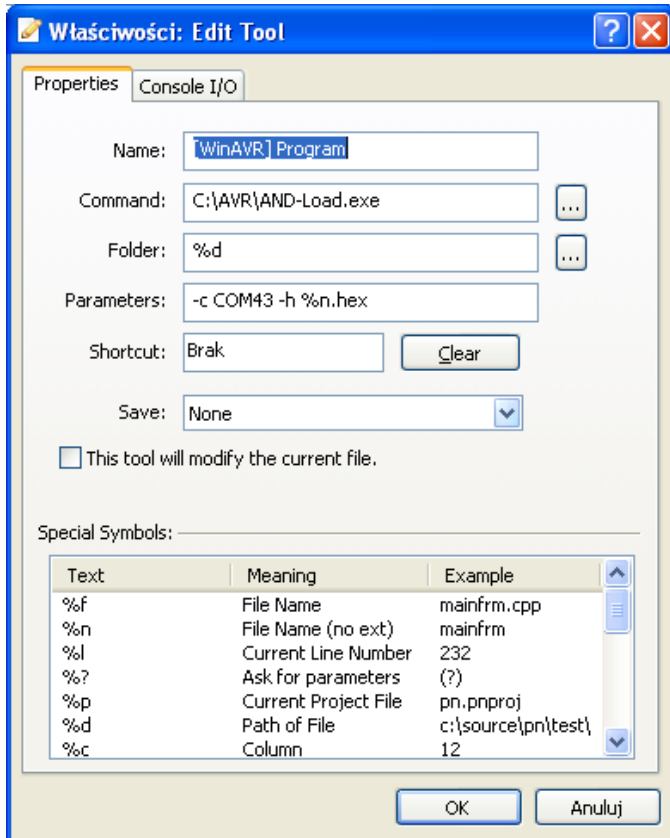 Właściwości: Edit Tool
Properties Console I/O
Name: [WinAVR] Program
Command: C:\AVR\AND-Load.exe ...
Folder: %d ...
Parameters: -c COM43 -h %n.hex
Shortcut: Brak Clear
Save: None
This tool will modify the current file.
Special Symbols:
Text Meaning Example
%f File Name mainfrm.cpp
%n File Name (no ext) mainfrm
%l Current Line Number 232
%? Ask for parameters (?)
%p Current Project File pn.pnproj
%d Path of File c:\source\pn\test\
%c Column 12
OK Anuluj